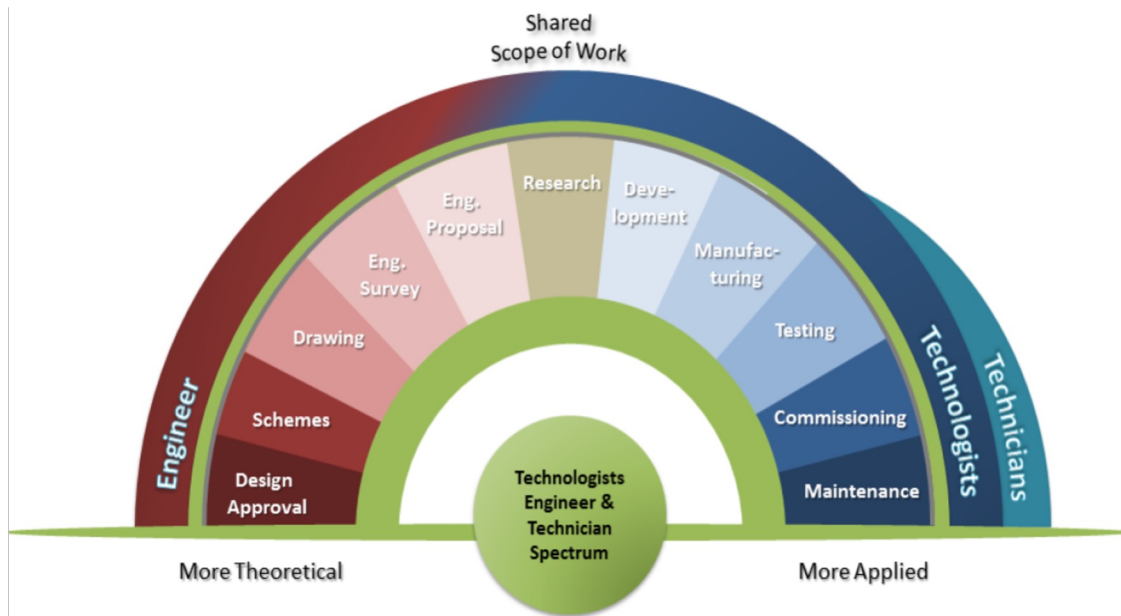 Shared
Scope of Work
Engineer
Design
Approval
Schemes
Drawing
Eng.
Survey
Eng.
Proposal
Research
Deve-
lopment
Manufac-
turing
Testing
Commissioning
Maintenance
Technologists
Technicians
Technologists
Engineer &
Technician
Spectrum
More Theoretical
More Applied